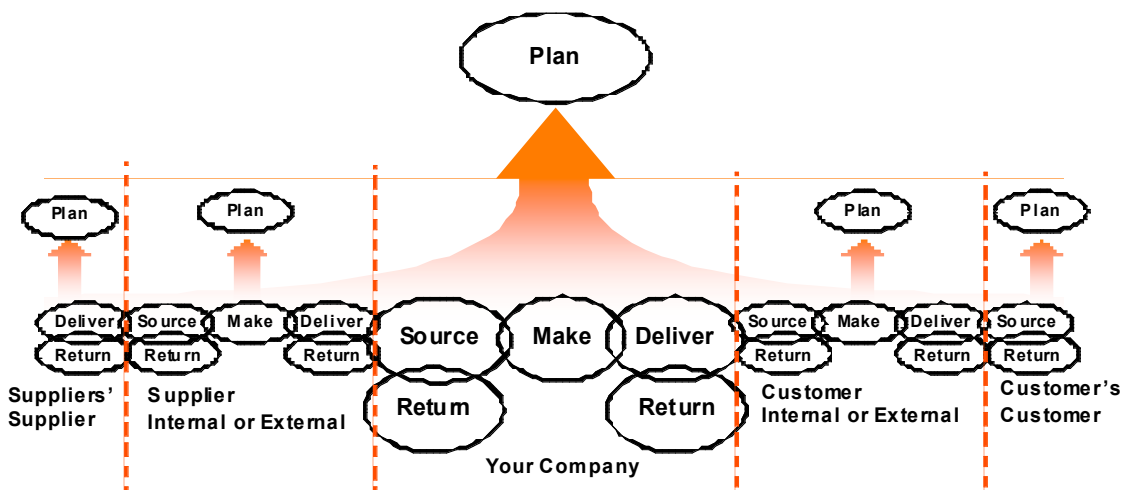 Plan
Plan
Plan
Plan
Plan
Deliver Source Make Deliver Source Make Deliver Source Make Deliver Source
Return Return Return Return Return Return
Return Return
Suppliers' Supplier Customer Customer's
Supplier Internal or External Internal or External Customer
Your Company